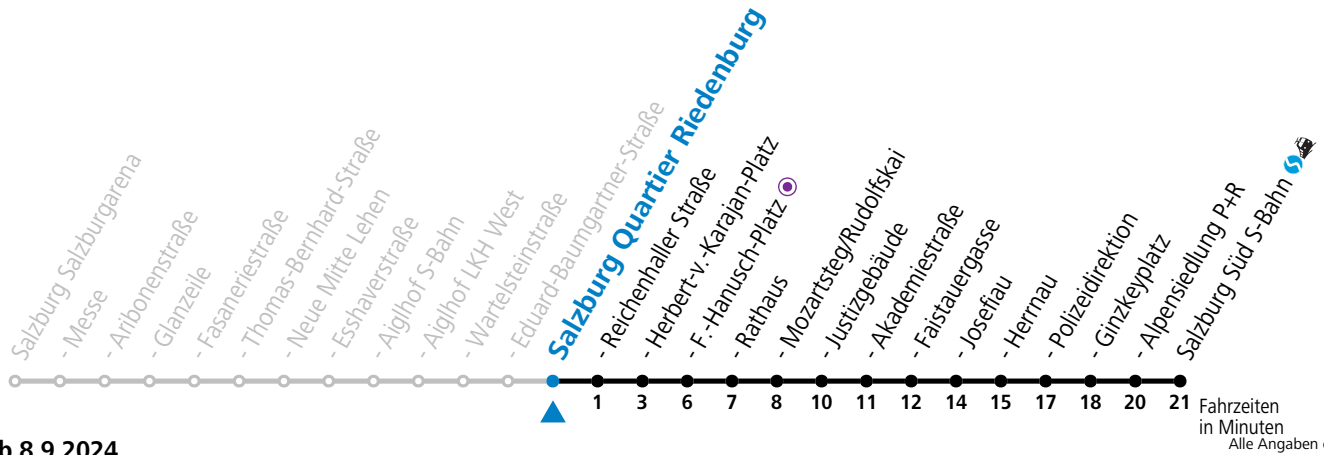 Salzburg Salzburgarena
- Messe
- Aribonenstraße
- Glanzeile
- Fasaneriestraße
- Thomas-Bernhard-Straße
- Neue Mitte Lehen
- Esshaverstraße
- Aiglhof S-Bahn
- Aiglhof LKH West
- Wartelsteinstraße
- Eduard-Baumgartner-Straße
Salzburg Quartier Riedenburg
- Reichenhaller Straße
- Herbert-v.-Karajan-Platz
- F.-Hanusch-Platz
- Rathaus
- Mozartsteg/Rudolfskai
- Justizgebäude
- Akademiestraße
- Faistauergasse
- Josefiau
- Herrnau
- Polizeidirektion
- Ginzkeyplatz
- Alpensiedlung P+R
Salzburg Süd S-Bahn
1 3 6 7 8 10 11 12 14 15 17 18 20 21
Fahrzeiten
in Minuten
Alle Angaben
b 8.9.2024